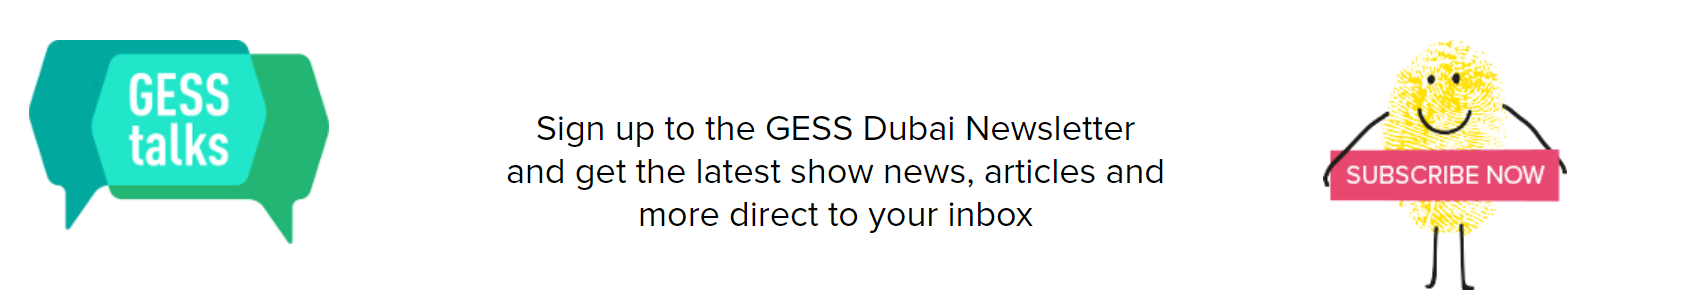 GESS
talks
Sign up to the GESS Dubai Newsletter
and get the latest show news, articles and
more direct to your inbox
SUBSCRIBE NOW